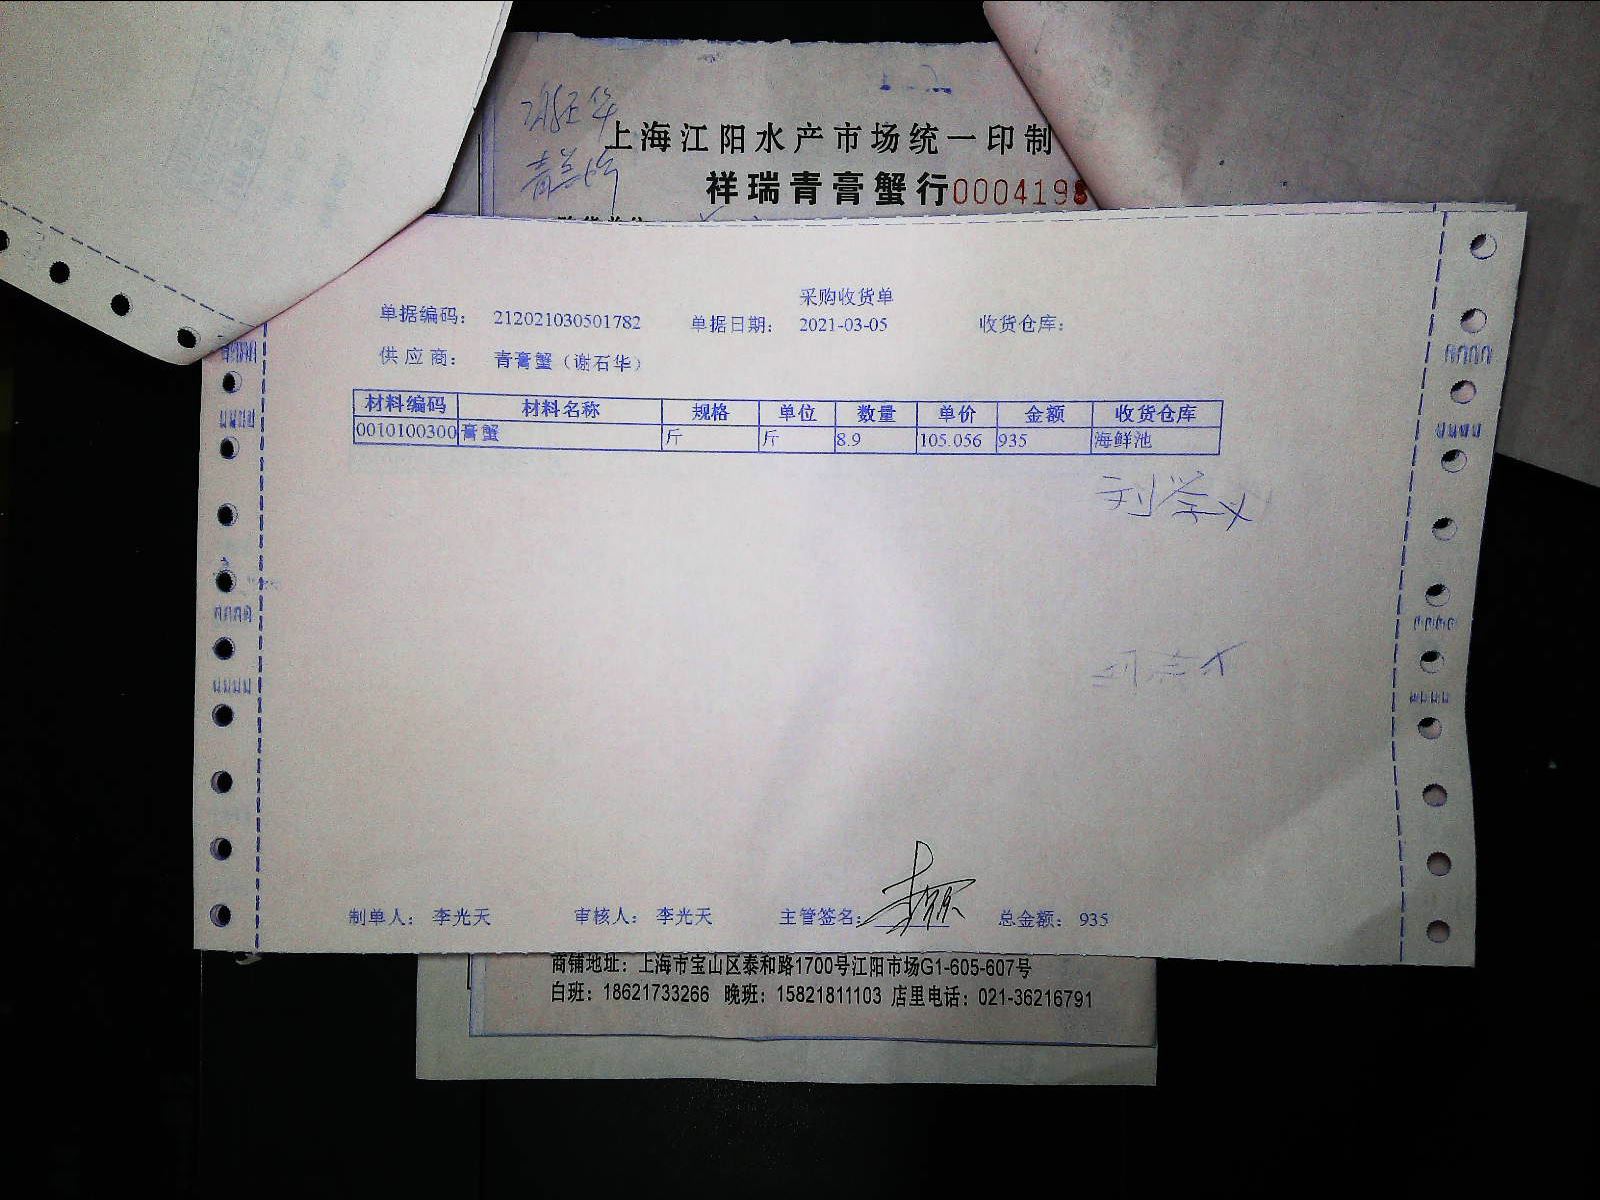 上海江阳水产市场统一印制
祥瑞青膏蟹行 0004198
采购收货单
单据编码： 212021030501782 单据日期： 2021-03-05 收货仓库：
供应商： 青膏蟹（谢石华）
材料编码 材料名称 规格 单位 数量 单价 金额 收货仓库
0010100300 膏蟹 斤 斤 8.9 105.056 935 海鲜池
制单人： 李光天 审核人： 李光天 主管签名： 总金额： 935
商铺地址：上海市宝山区泰和路1700号江阳市场G1-605-607号
白班：18621733266 晚班：15821811103 店里电话：021-36216791